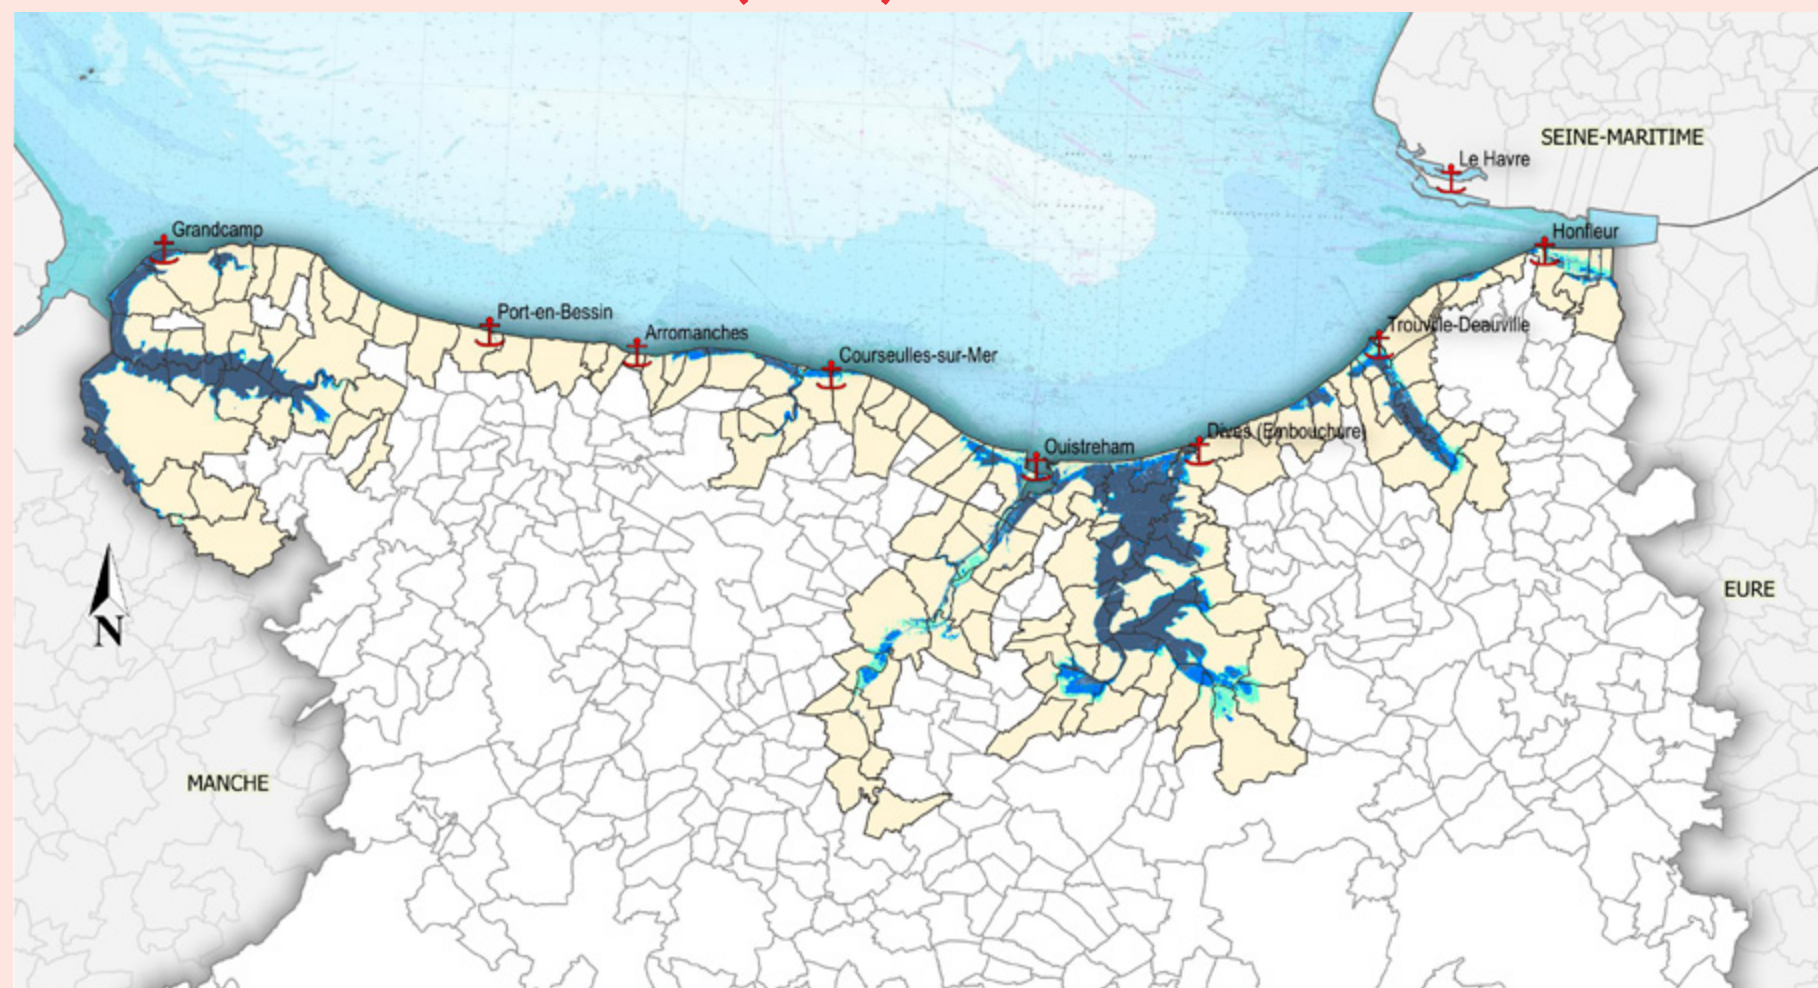 SEINE-MARITIME
Le Havre
Grandcamp
Honfleur
Port-en-Bessin
Arromanches
Trouville-Deauville
Courseulles-sur-Mer
Dives (Embouchure)
Ouistreham
EURE
N
MANCHE